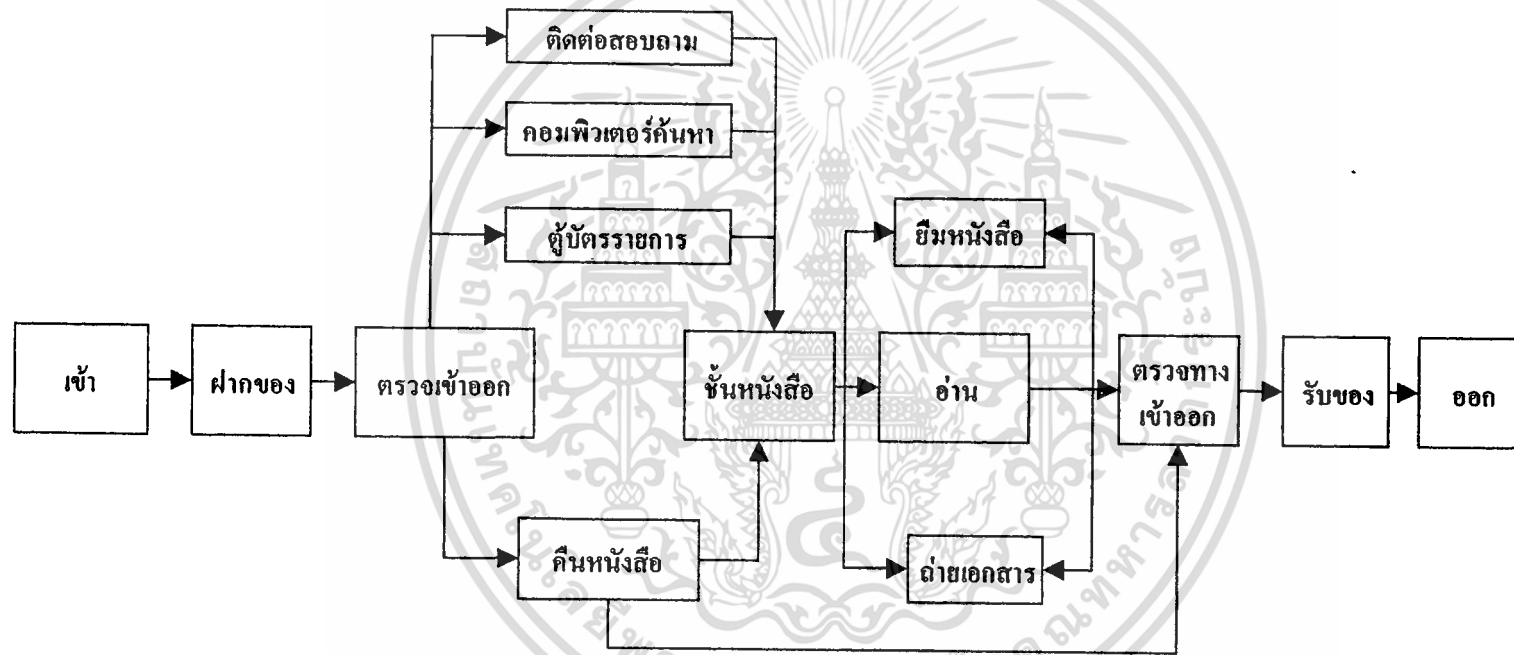 ติดต่อสอบถาม
คอมพิวเตอร์ค้นหา
ตู้บัตรรายการ
ยืมหนังสือ
เข้า
ฝากของ
ตรวจเข้าออก
ชั้นหนังสือ
อ่าน
ตรวจทาง
เข้าออก
รับของ
ออก
คืนหนังสือ
ถ่ายเอกสาร